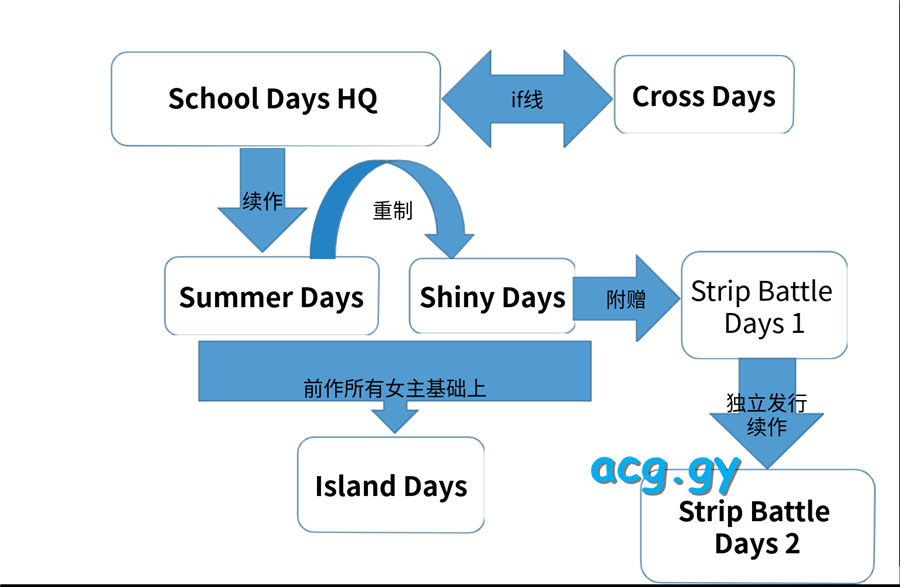 School Days HQ
if线
Cross Days
续作
重制
Summer Days
Shiny Days
附赠
Strip Battle
Days 1
前作所有女主基础上
独立发行
续作
Island Days
acg.gy
Strip Battle
Days 2